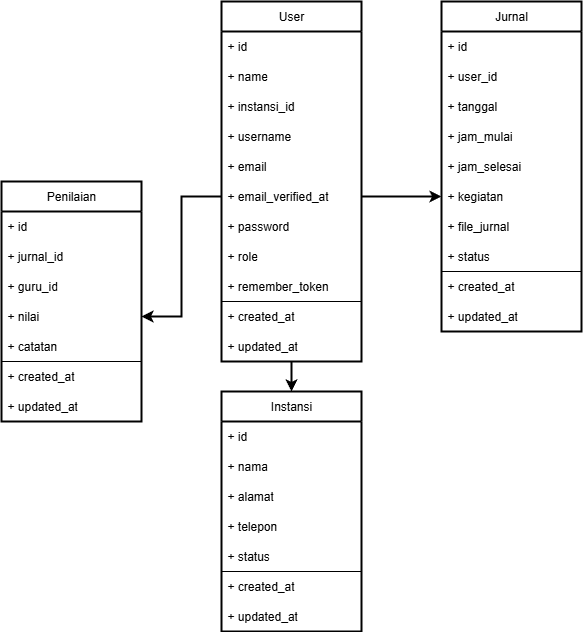 User
+ id
+ name
+ instansi_id
+ username
+ email
+ email_verified_at
+ password
+ role
+ remember_token
+ created_at
+ updated_at
Jurnal
+ id
+ user_id
+ tanggal
+ jam_mulai
+ jam_selesai
+ kegiatan
+ file_jurnal
+ status
+ created_at
+ updated_at
Penilaian
+ id
+ jurnal_id
+ guru_id
+ nilai
+ catatan
+ created_at
+ updated_at
Instansi
+ id
+ nama
+ alamat
+ telepon
+ status
+ created_at
+ updated_at